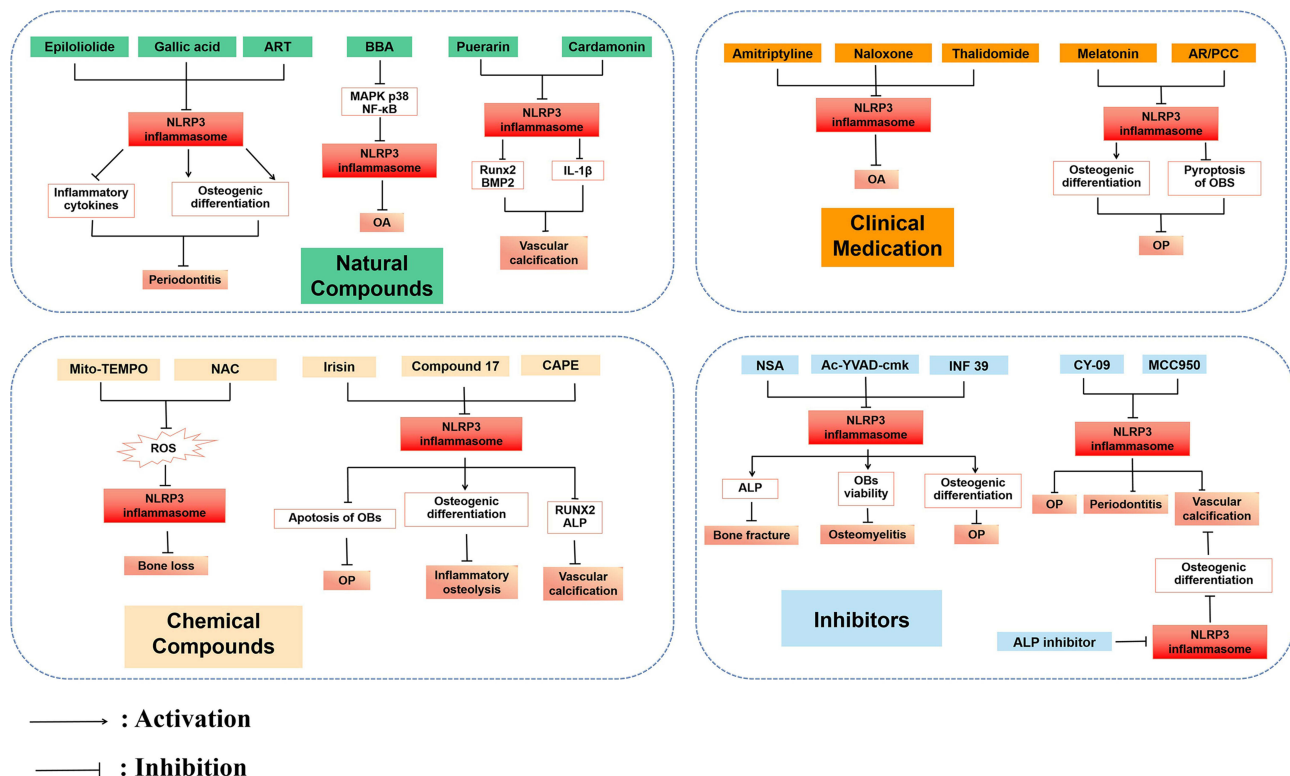 Epiloliolide
Gallic acid
ART
NLRP3
inflammasome
Inflammatory
cytokines
Osteogenic
differentiation
Periodontitis
BBA
MAPK p38
NF-κB
NLRP3
inflammasome
OA
Puerarin
Cardamonin
NLRP3
inflammasome
Runx2
BMP2
IL-1β
Vascular
calcification
Natural
Compounds
Amitriptyline
Naloxone
Thalidomide
NLRP3
inflammasome
OA
Melatonin
AR/PCC
NLRP3
inflammasome
Osteogenic
differentiation
Pyroptosis
of OBS
OP
Clinical
Medication
Mito-TEMPO
NAC
ROS
NLRP3
inflammasome
Bone loss
Irisin
Compound 17
CAPE
NLRP3
inflammasome
Apotosis of OBs
Osteogenic
differentiation
RUNX2
ALP
OP
Inflammatory
osteolysis
Vascular
calcification
Chemical
Compounds
NSA
Ac-YVAD-cmk
INF 39
NLRP3
inflammasome
ALP
OBs
viability
Osteogenic
differentiation
Bone fracture
Osteomyelitis
OP
CY-09
MCC950
NLRP3
inflammasome
OP
Periodontitis
Vascular
calcification
Osteogenic
differentiation
ALP inhibitor
NLRP3
inflammasome
Inhibitors
: Activation
: Inhibition